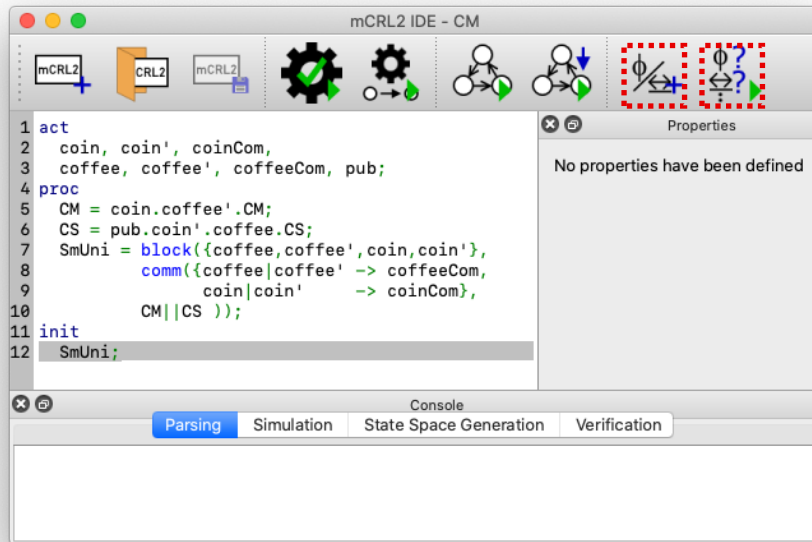 mCRL2 IDE - CM
mCRL2
CRL2
mCRL2
ϕ
ϕ?
?
1 act
2   coin, coin', coinCom,
3   coffee, coffee', coffeeCom, pub;
4 proc
5   CM = coin.coffee'.CM;
6   CS = pub.coin'.coffee.CS;
7   SmUni = block({coffee,coffee',coin,coin'},
8           comm({coffee|coffee' -> coffeeCom,
9                 coin|coin'     -> coinCom},
10           CM||CS ));
11 init
12   SmUni;
Properties
No properties have been defined
Console
Parsing Simulation State Space Generation Verification